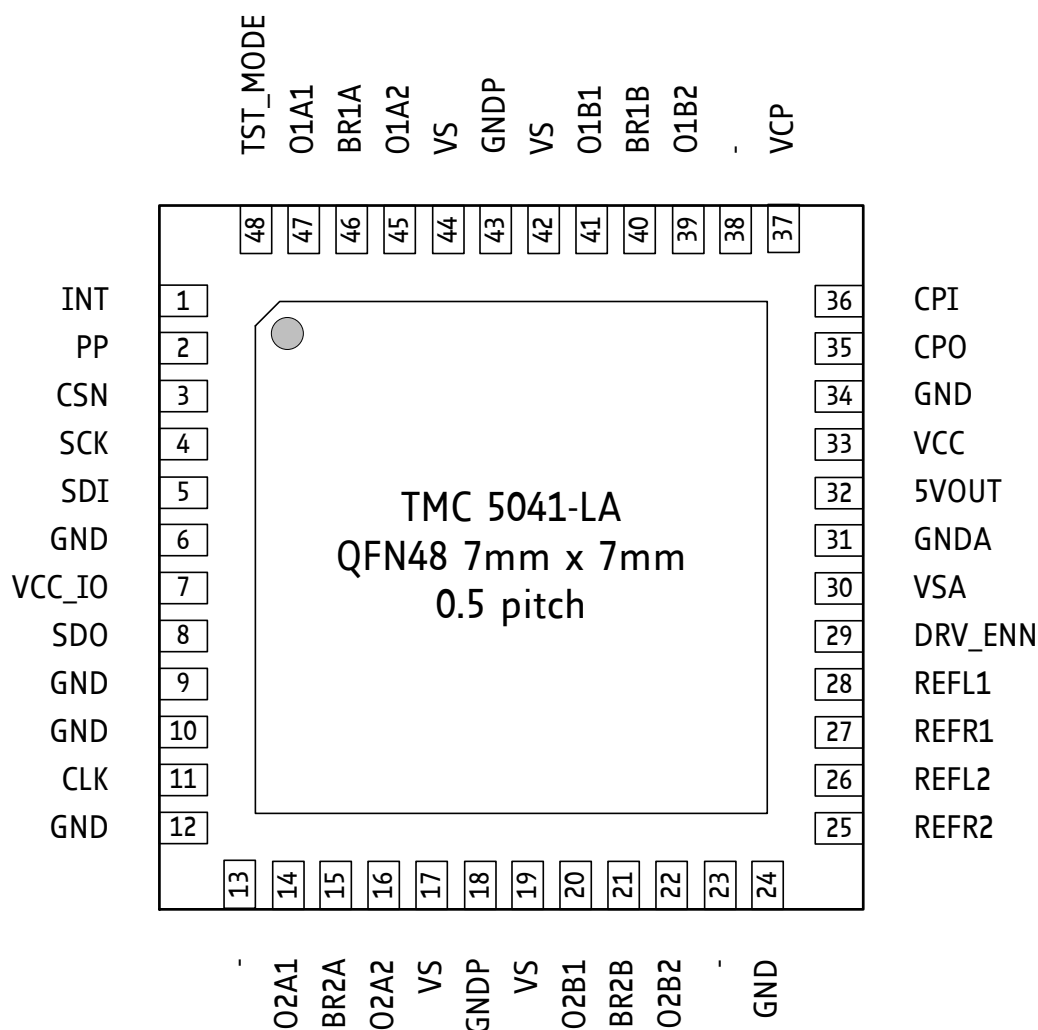 TST_MODE
O1A1
BR1A
O1A2
VS
GNDP
VS
O1B1
BR1B
O1B2
-
VCP
48
47
46
45
44
43
42
41
40
39
38
37
INT 1
PP 2
CSN 3
SCK 4
SDI 5
GND 6
VCC_IO 7
SDO 8
GND 9
GND 10
CLK 11
GND 12
TMC 5041-LA
QFN48 7mm x 7mm
0.5 pitch
36 CPI
35 CPO
34 GND
33 VCC
32 5VOUT
31 GNDA
30 VSA
29 DRV_ENN
28 REFL1
27 REFR1
26 REFL2
25 REFR2
13
14
15
16
17
18
19
20
21
22
23
24
-
O2A1
BR2A
O2A2
VS
GNDP
VS
O2B1
BR2B
O2B2
-
GND